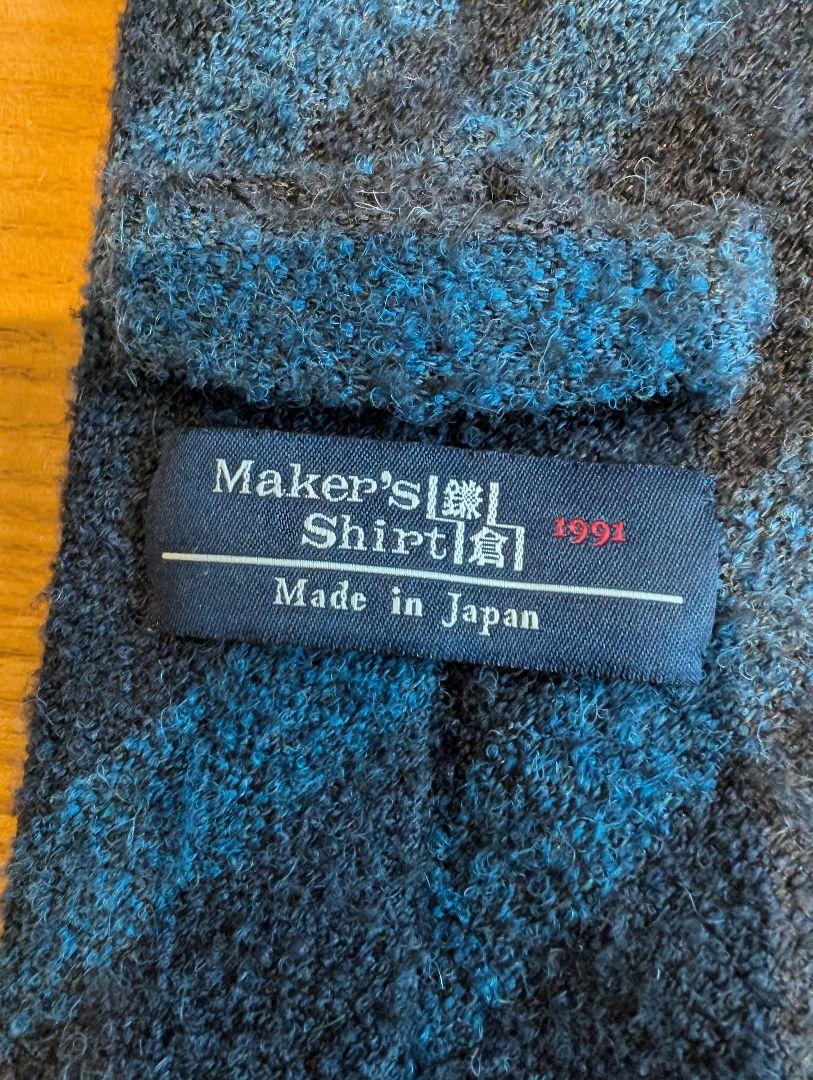 Maker's 鎌 1991
Shirt 倉
Made in Japan